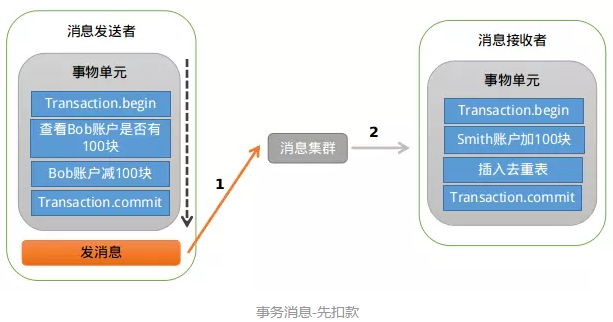 消息发送者
事物单元
Transaction.begin
查看Bob账户是否有
100块
Bob账户减100块
Transaction.commit
发消息
1
消息集群
2
消息接收者
事物单元
Transaction.begin
Smith账户加100块
插入去重表
Transaction.commit
事务消息-先扣款